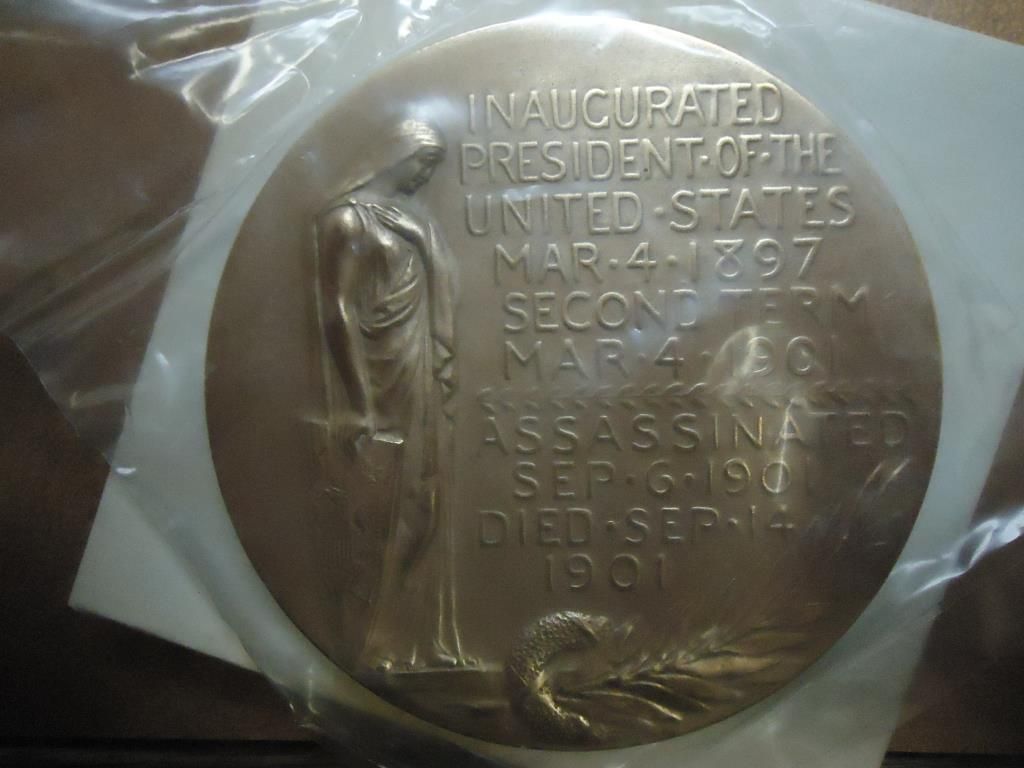 INAUGURATED
PRESIDENT·OF·THE
UNITED·STATES
MAR·4·1897
SECOND TERM
MAR·4·1901
ASSASSINATED
SEP·6·1901
DIED·SEP·14
1901